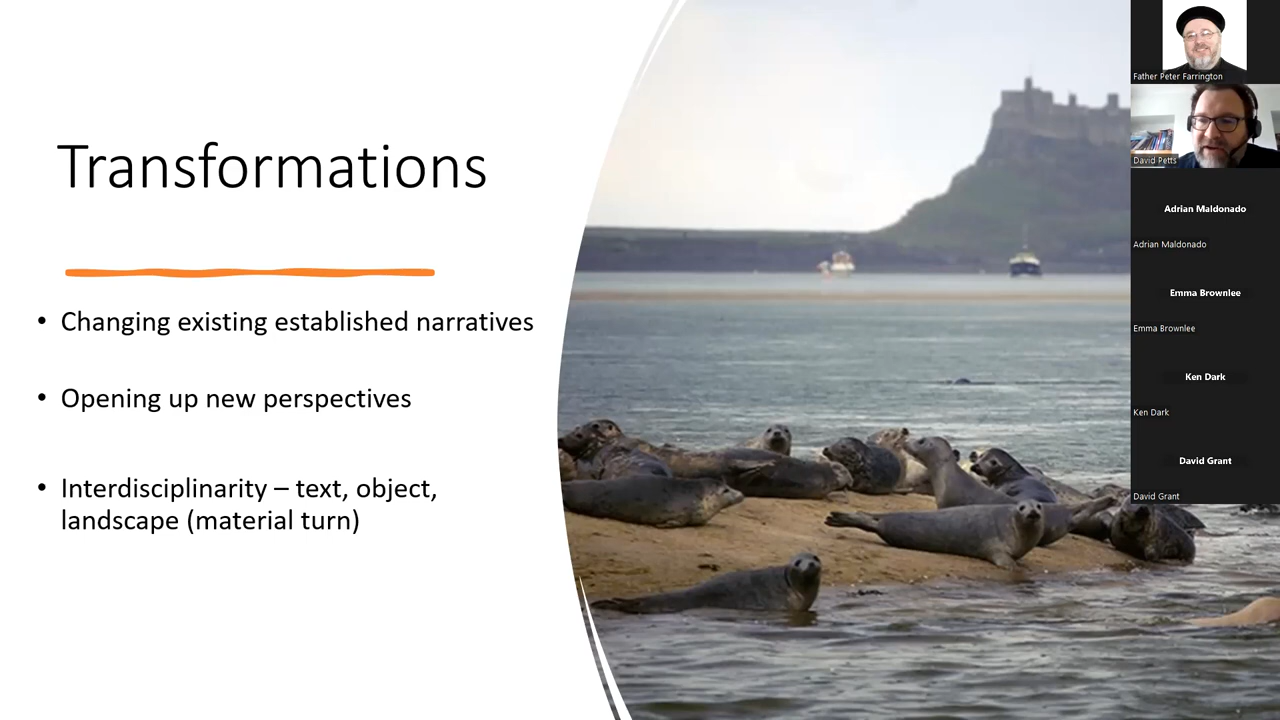 Transformations
• Changing existing established narratives
• Opening up new perspectives
• Interdisciplinarity – text, object,
landscape (material turn)
Father Peter Farrington
David Petts
Adrian Maldonado
Adrian Maldonado
Emma Brownlee
Emma Brownlee
Ken Dark
Ken Dark
David Grant
David Grant